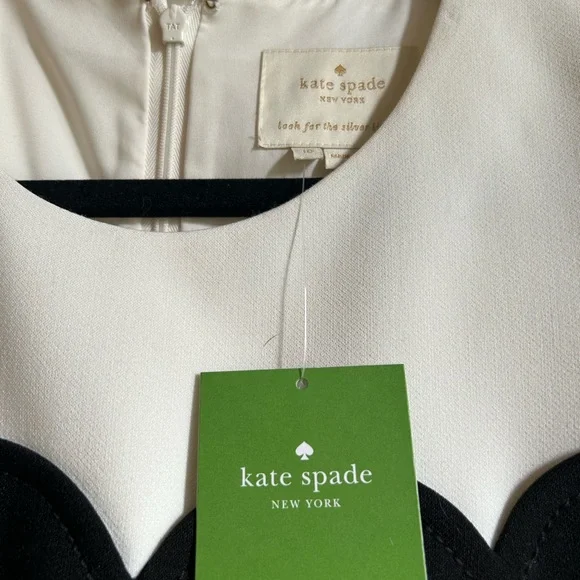 kate spade
NEW YORK
look for the silver
kate spade
NEW YORK